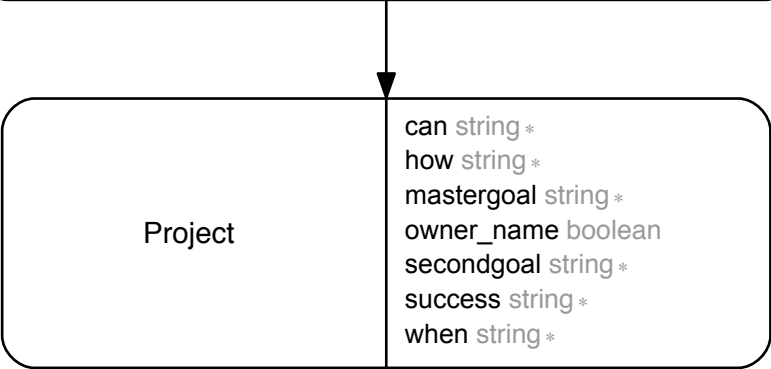 Project
can string *
how string *
mastergoal string *
owner_name boolean
secondgoal string *
success string *
when string *